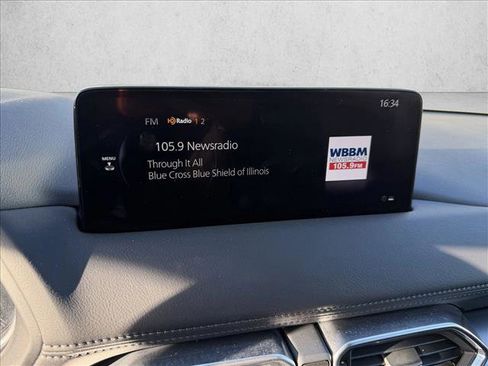 FM HD Radio 1 2
16:34
105.9 Newsradio
MENU
Through It All
Blue Cross Blue Shield of Illinois
WBBM
NEWSRADIO
105.9FM